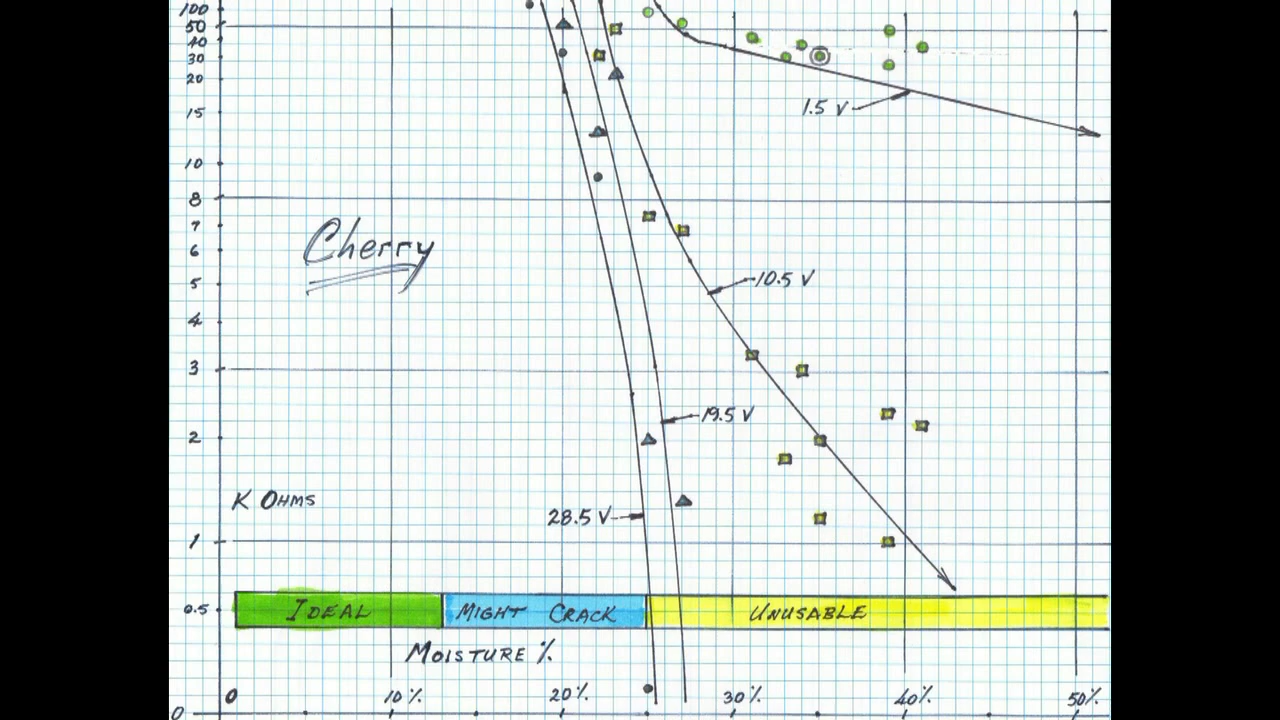 100
50
40
30
20
1.5 V
15
10
8
7
Cherry
6
5
10.5 V
4
3
19.5 V
2
K OHMS
28.5 V
1
0.5
IDEAL MIGHT CRACK UNUSABLE
MOISTURE %
0 10% 20% 30% 40% 50%
0